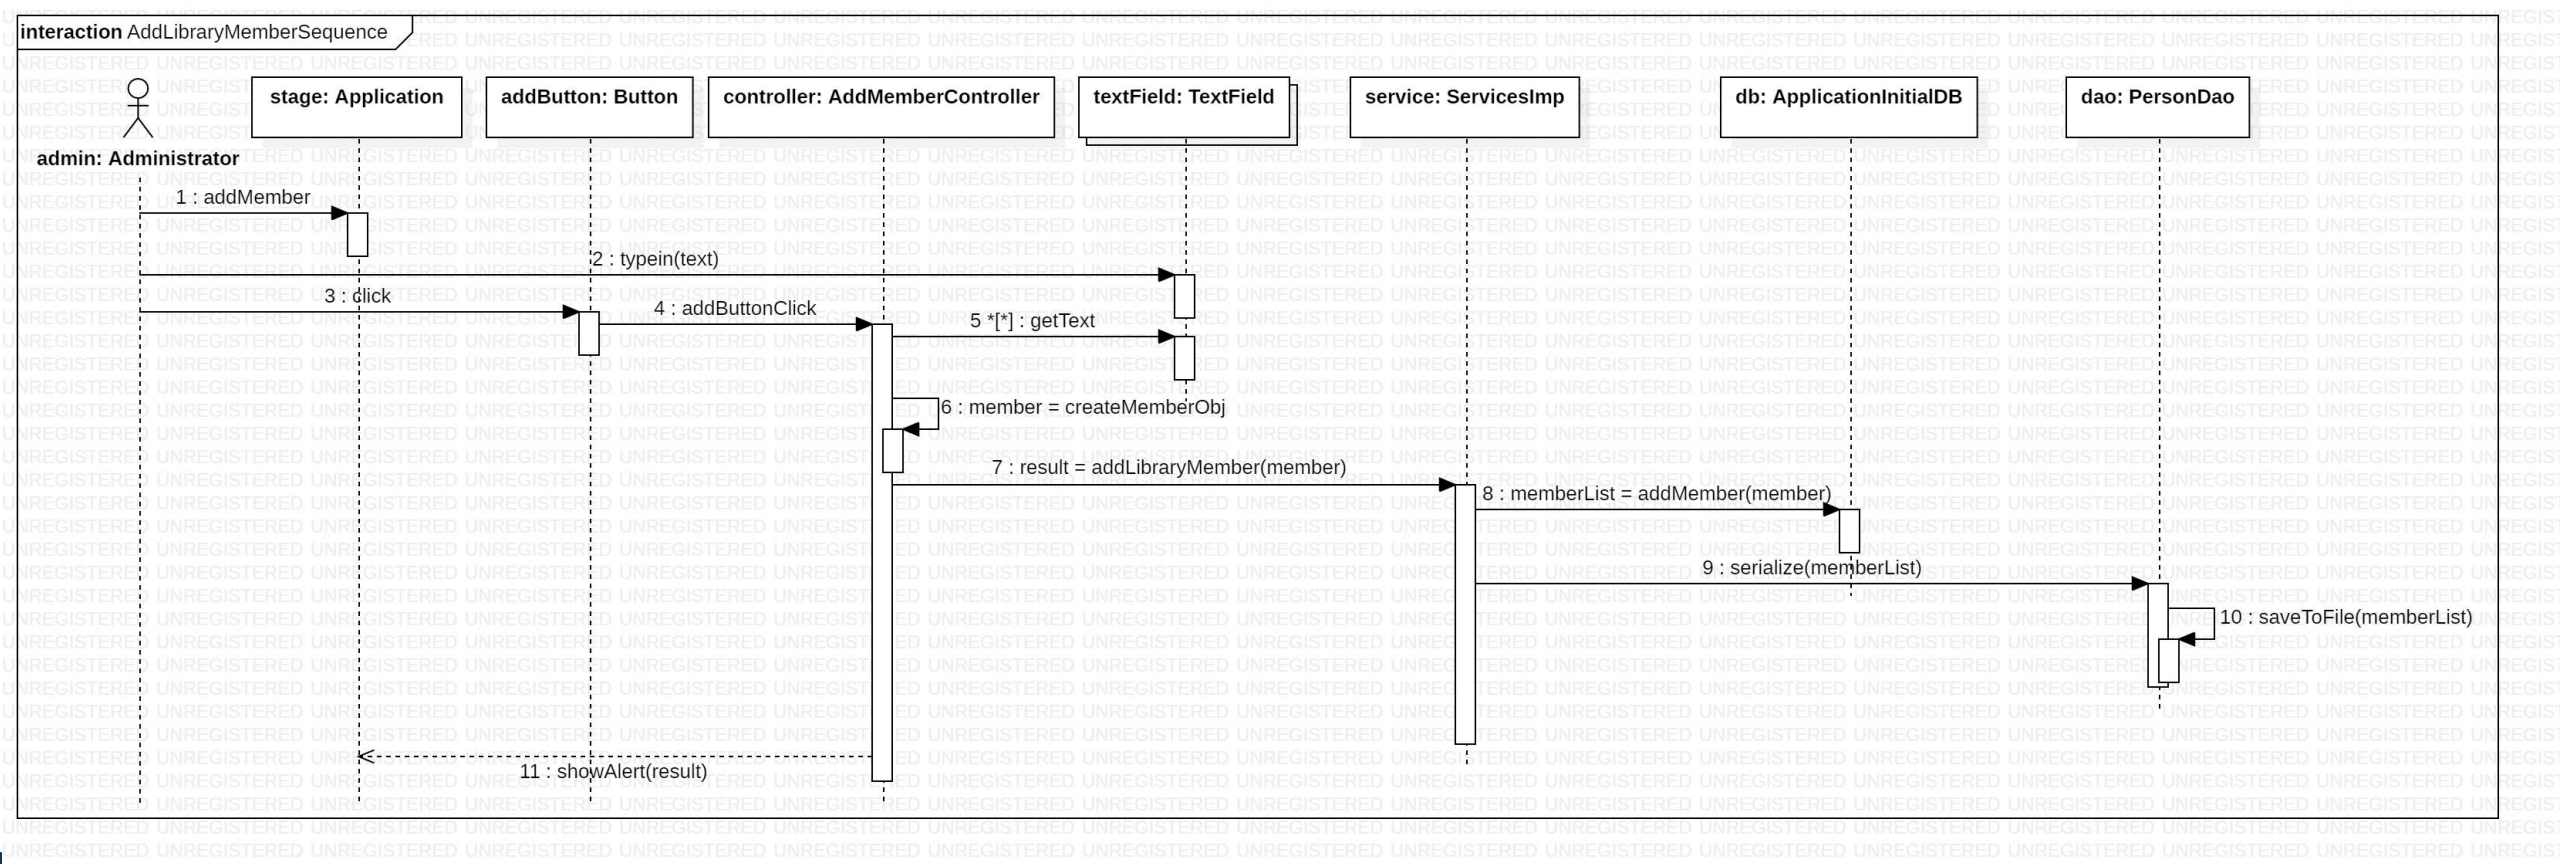 interaction AddLibraryMemberSequence
stage: Application
addButton: Button
controller: AddMemberController
textField: TextField
service: ServicesImp
db: ApplicationInitialDB
dao: PersonDao
admin: Administrator
1 : addMember
2 : typein(text)
3 : click
4 : addButtonClick
5 *[*] : getText
6 : member = createMemberObj
7 : result = addLibraryMember(member)
8 : memberList = addMember(member)
9 : serialize(memberList)
10 : saveToFile(memberList)
11 : showAlert(result)
UNREGISTERED